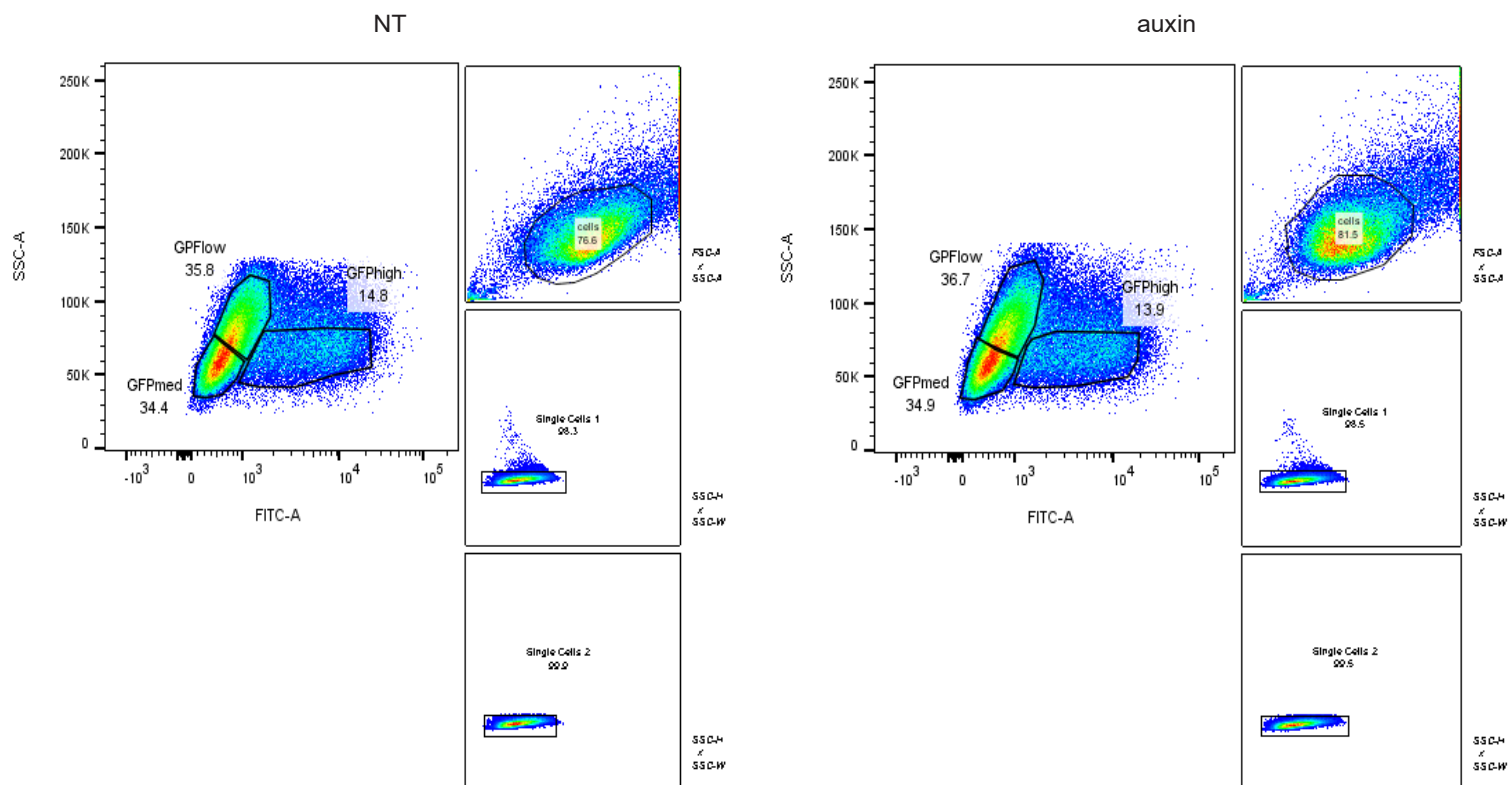 NT
auxin
250K
200K
150K
100K
50K
0
SSC-A
GPFlow
35.8
GFPhigh
14.8
GFPmed
34.4
-10³
0
10³
10⁴
10⁵
FITC-A
cells
76.6
FSC-A
x
SSC-A
Single Cells 1
98.3
SSC-H
x
SSC-W
Single Cells 2
99.9
SSC-H
x
SSC-W
250K
200K
150K
100K
50K
0
SSC-A
GPFlow
36.7
GFPhigh
13.9
GFPmed
34.9
-10³
0
10³
10⁴
10⁵
FITC-A
cells
81.5
FSC-A
x
SSC-A
Single Cells 1
98.5
SSC-H
x
SSC-W
Single Cells 2
99.5
SSC-H
x
SSC-W